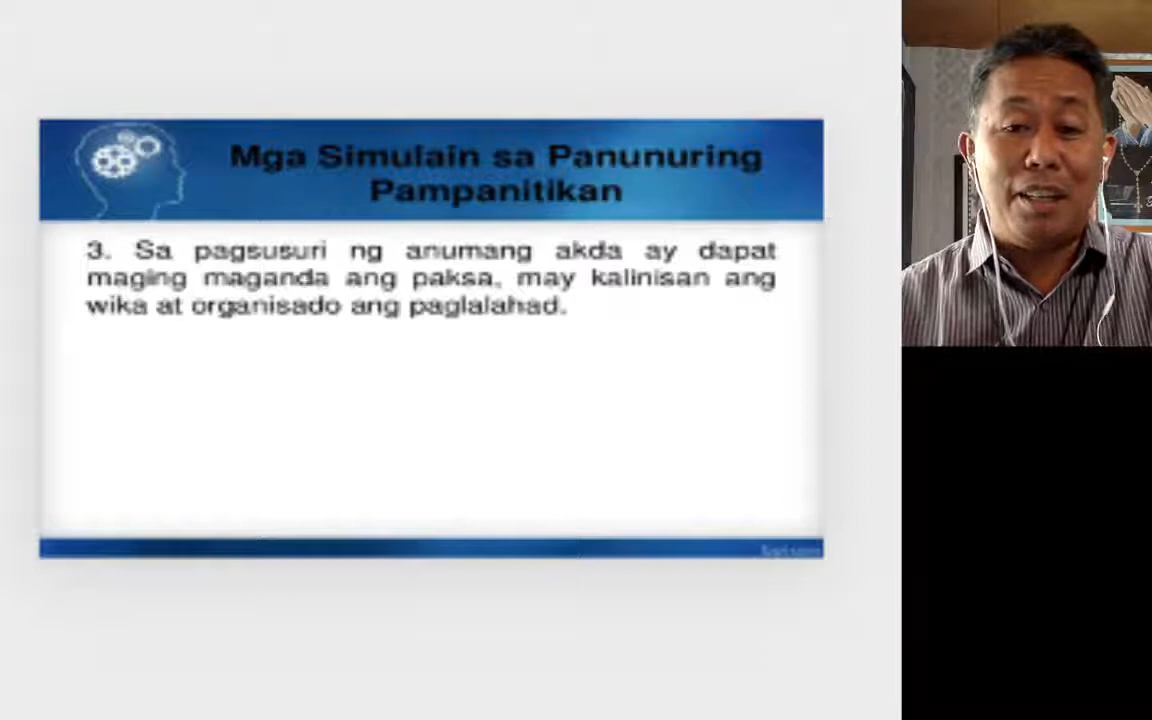 Mga Simulain sa Panunuring
Pampanitikan
3. Sa pagsusuri ng anumang akda ay dapat
maging maganda ang paksa, may kalinisan ang
wika at organisado ang paglalahad.